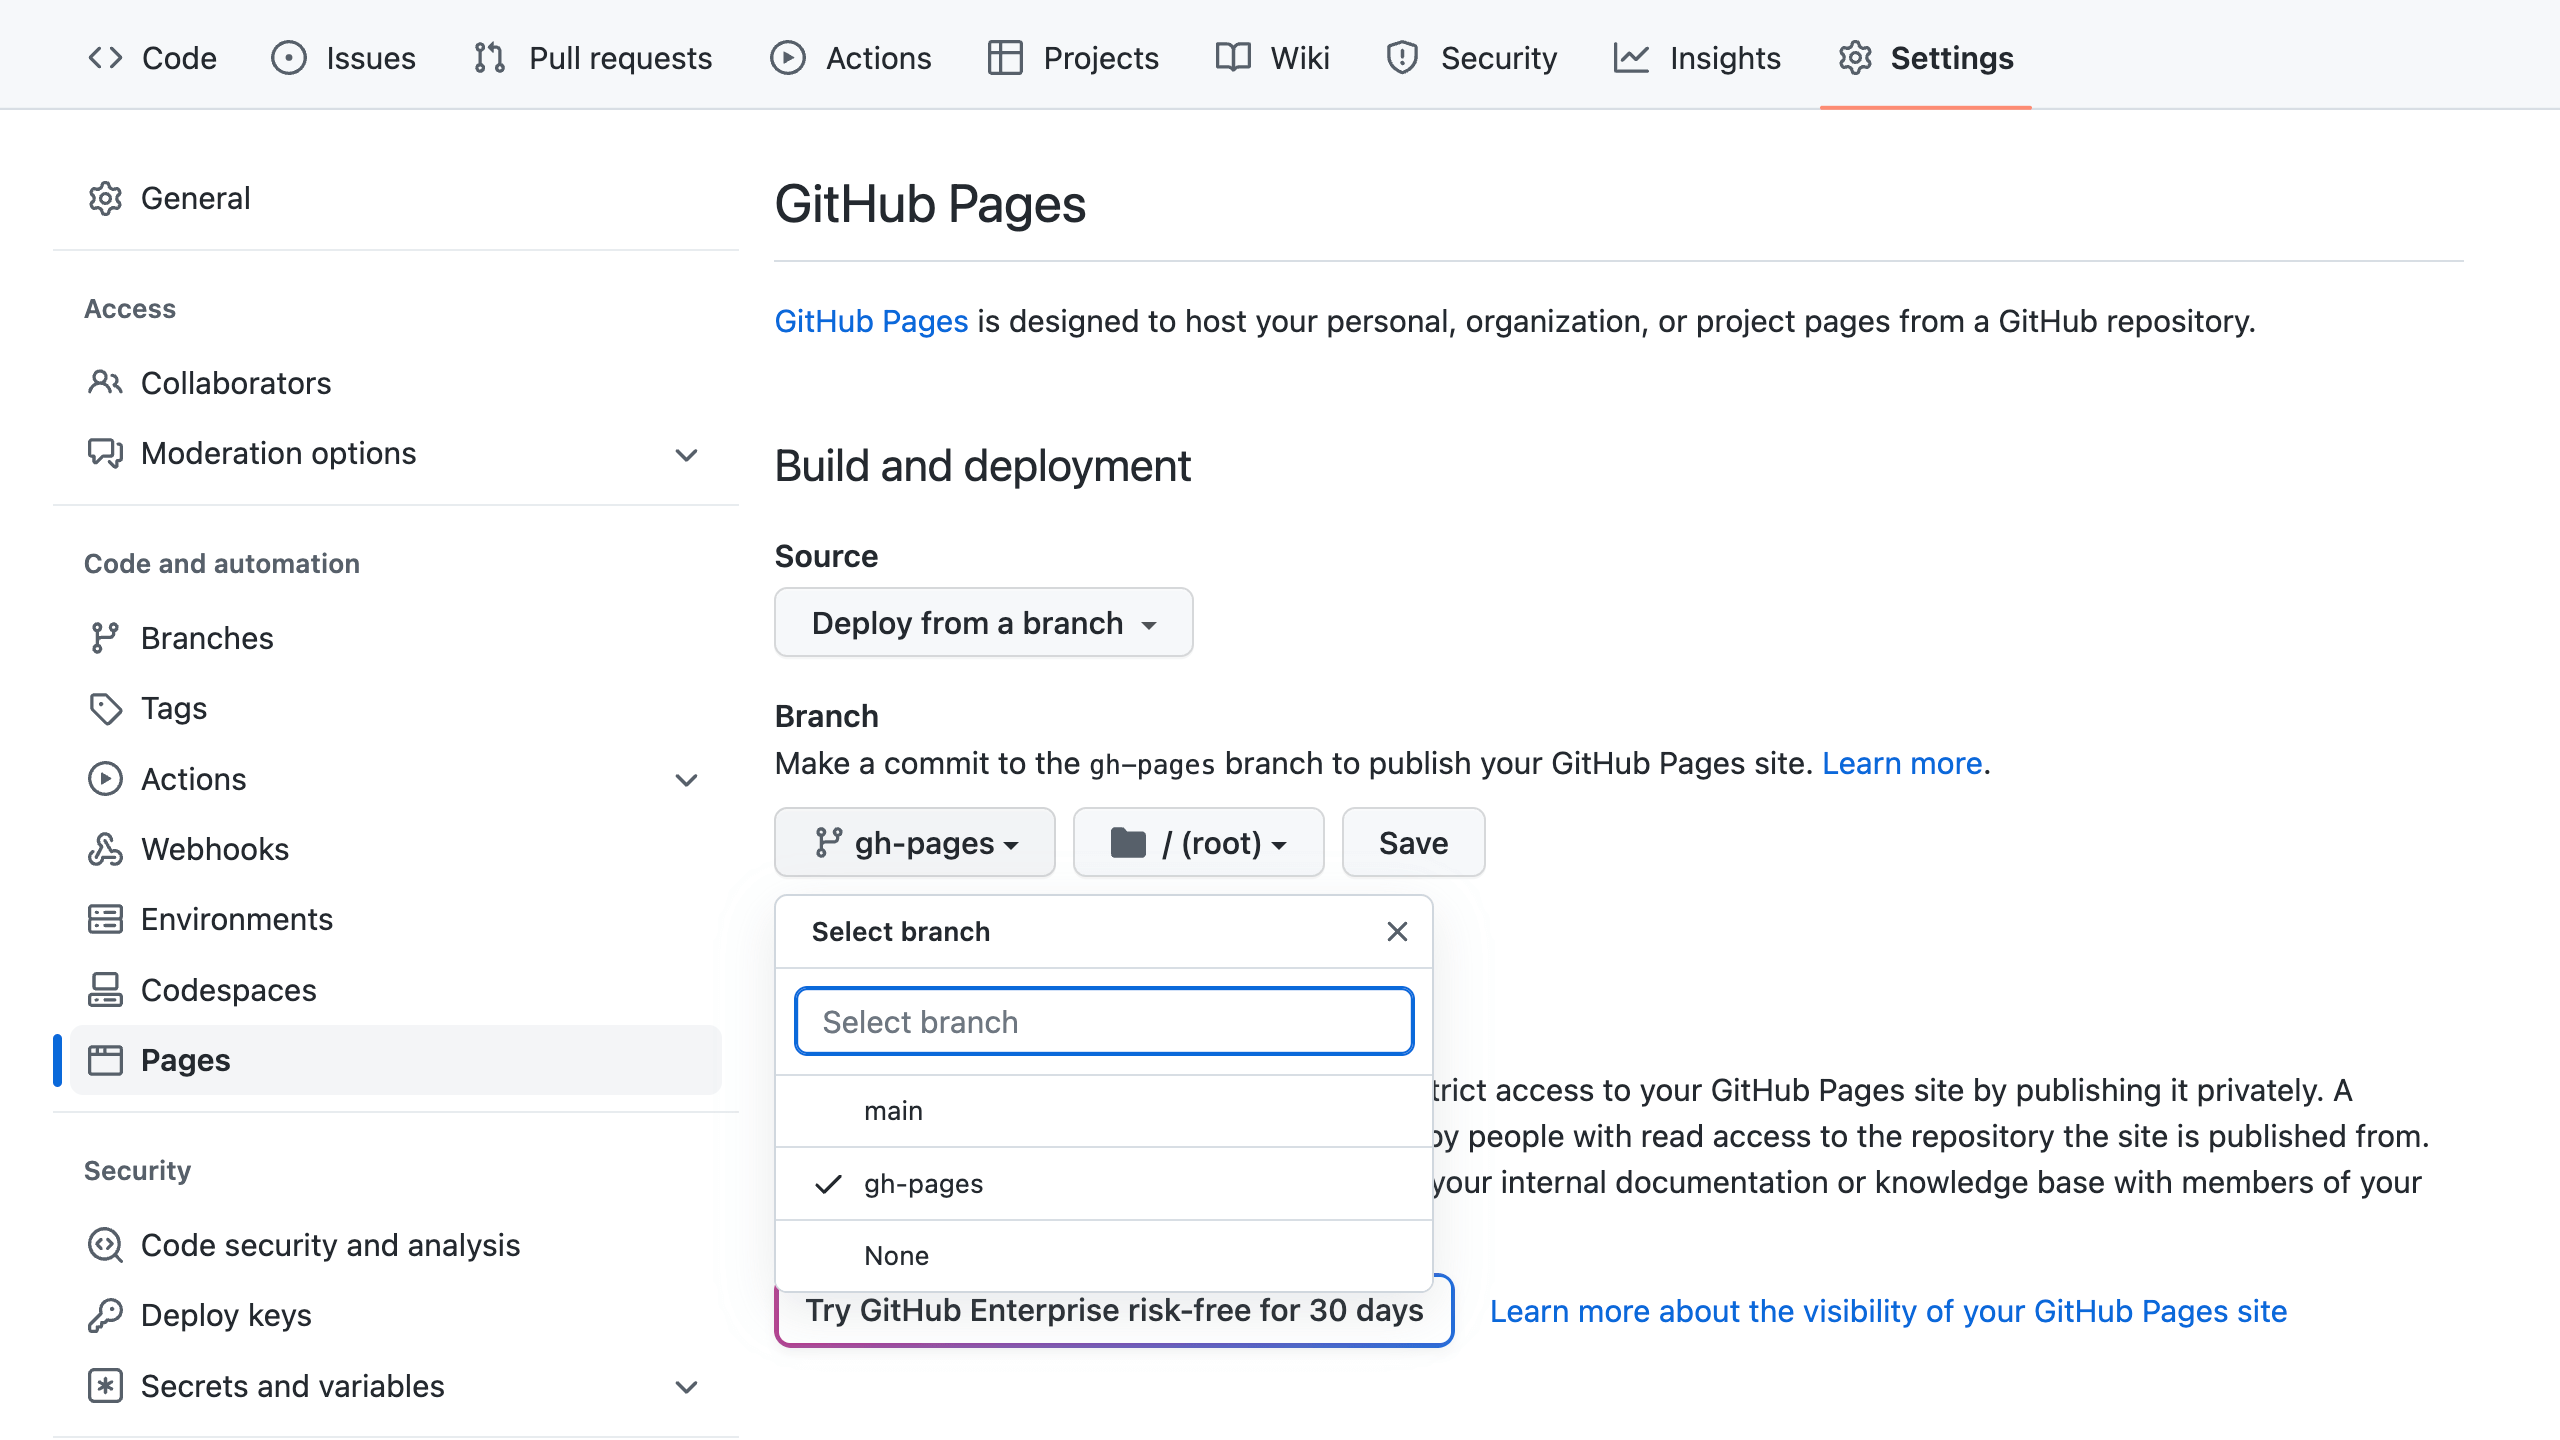 Code Issues Pull requests Actions Projects Wiki Security Insights Settings
General
Access
Collaborators
Moderation options
Code and automation
Branches
Tags
Actions
Webhooks
Environments
Codespaces
Pages
Security
Code security and analysis
Deploy keys
Secrets and variables
GitHub Pages
GitHub Pages is designed to host your personal, organization, or project pages from a GitHub repository.
Build and deployment
Source
Deploy from a branch
Branch
Make a commit to the gh-pages branch to publish your GitHub Pages site. Learn more.
gh-pages / (root) Save
Select branch
Select branch
main
gh-pages
None
access to your GitHub Pages site by publishing it privately. A
people with read access to the repository the site is published from.
your internal documentation or knowledge base with members of your
Try GitHub Enterprise risk-free for 30 days Learn more about the visibility of your GitHub Pages site